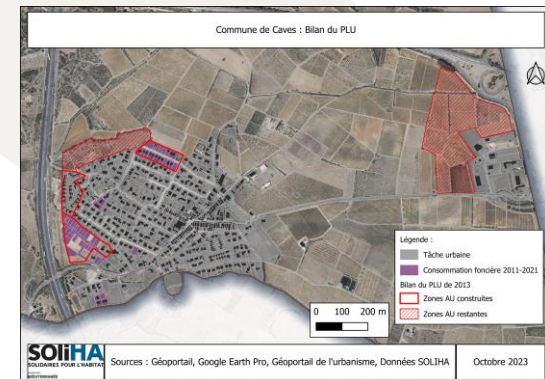 Commune de Caves : Bilan du PLU
Légende :
Tâche urbaine
Consommation foncière 2011-2021
Bilan du PLU de 2013
Zones AU construites
Zones AU restantes
0 100 200 m
SOLiHA
SOLIDAIRES POUR L'HABITAT
MÉDITERRANÉE
Sources : Géoportail, Google Earth Pro, Géoportail de l'urbanisme, Données SOLIHA
Octobre 2023